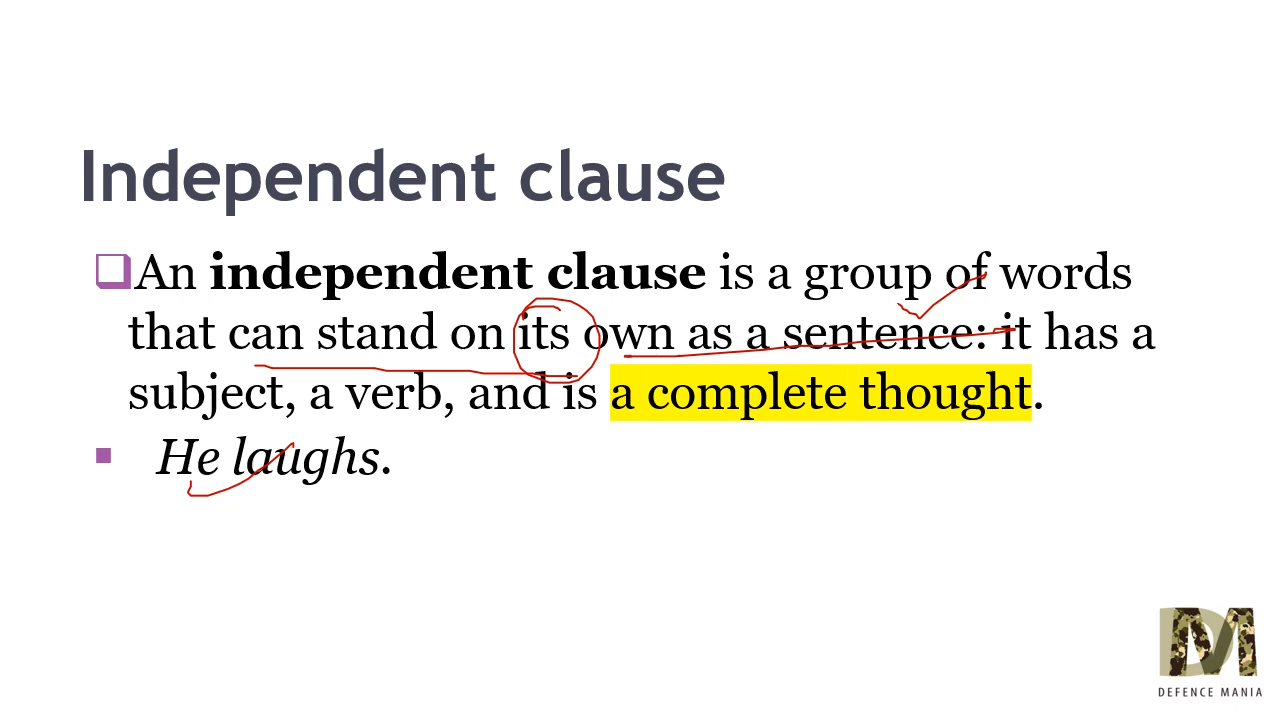 Independent clause
An independent clause is a group of words
that can stand on its own as a sentence: it has a
subject, a verb, and is a complete thought.
He laughs.
DEFENCE MANIA